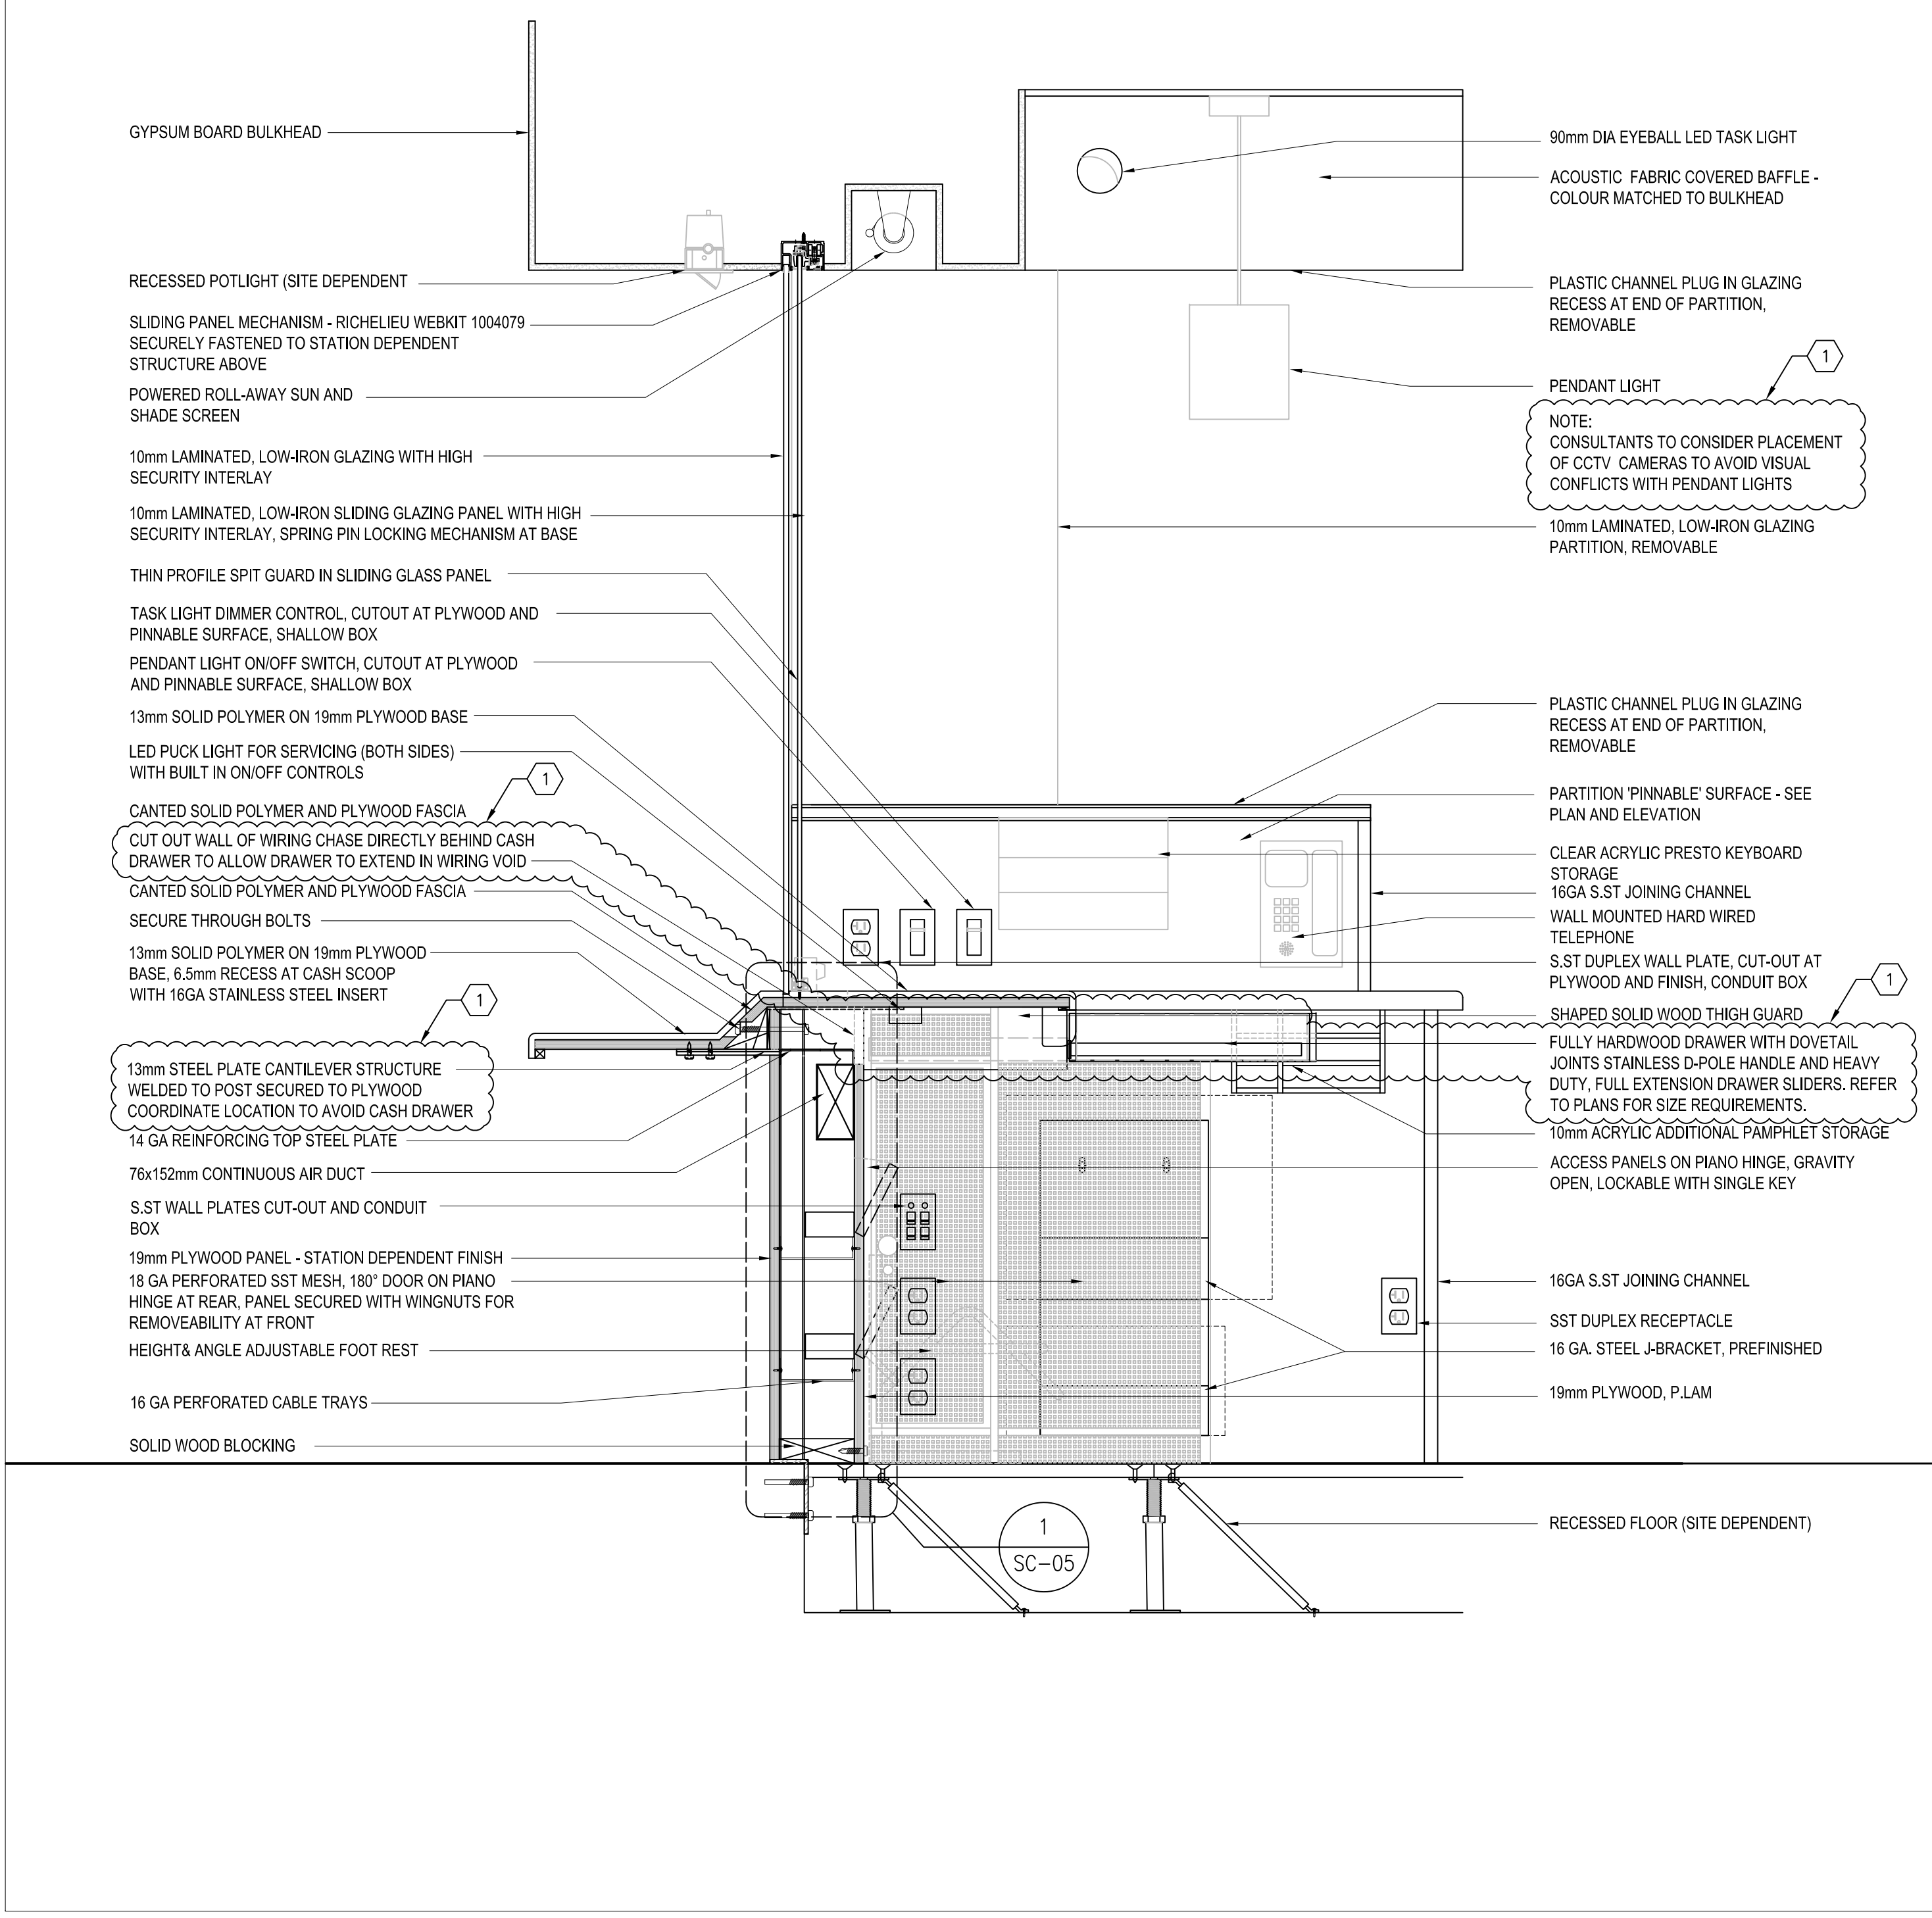 GYPSUM BOARD BULKHEAD
RECESSED POTLIGHT (SITE DEPENDENT
SLIDING PANEL MECHANISM - RICHELIEU WEBKIT 1004079
SECURELY FASTENED TO STATION DEPENDENT
STRUCTURE ABOVE
POWERED ROLL-AWAY SUN AND
SHADE SCREEN
10mm LAMINATED, LOW-IRON GLAZING WITH HIGH
SECURITY INTERLAY
10mm LAMINATED, LOW-IRON SLIDING GLAZING PANEL WITH HIGH
SECURITY INTERLAY, SPRING PIN LOCKING MECHANISM AT BASE
THIN PROFILE SPIT GUARD IN SLIDING GLASS PANEL
TASK LIGHT DIMMER CONTROL, CUTOUT AT PLYWOOD AND
PINNABLE SURFACE, SHALLOW BOX
PENDANT LIGHT ON/OFF SWITCH, CUTOUT AT PLYWOOD
AND PINNABLE SURFACE, SHALLOW BOX
13mm SOLID POLYMER ON 19mm PLYWOOD BASE
LED PUCK LIGHT FOR SERVICING (BOTH SIDES)
WITH BUILT IN ON/OFF CONTROLS
1
CANTED SOLID POLYMER AND PLYWOOD FASCIA
CUT OUT WALL OF WIRING CHASE DIRECTLY BEHIND CASH
DRAWER TO ALLOW DRAWER TO EXTEND IN WIRING VOID
CANTED SOLID POLYMER AND PLYWOOD FASCIA
SECURE THROUGH BOLTS
13mm SOLID POLYMER ON 19mm PLYWOOD
BASE, 6.5mm RECESS AT CASH SCOOP
WITH 16GA STAINLESS STEEL INSERT
1
13mm STEEL PLATE CANTILEVER STRUCTURE
WELDED TO POST SECURED TO PLYWOOD
COORDINATE LOCATION TO AVOID CASH DRAWER
14 GA REINFORCING TOP STEEL PLATE
76x152mm CONTINUOUS AIR DUCT
S.ST WALL PLATES CUT-OUT AND CONDUIT
BOX
19mm PLYWOOD PANEL - STATION DEPENDENT FINISH
18 GA PERFORATED SST MESH, 180° DOOR ON PIANO
HINGE AT REAR, PANEL SECURED WITH WINGNUTS FOR
REMOVEABILITY AT FRONT
HEIGHT& ANGLE ADJUSTABLE FOOT REST
16 GA PERFORATED CABLE TRAYS
SOLID WOOD BLOCKING
90mm DIA EYEBALL LED TASK LIGHT
ACOUSTIC FABRIC COVERED BAFFLE -
COLOUR MATCHED TO BULKHEAD
PLASTIC CHANNEL PLUG IN GLAZING
RECESS AT END OF PARTITION,
REMOVABLE
1
PENDANT LIGHT
NOTE:
CONSULTANTS TO CONSIDER PLACEMENT
OF CCTV CAMERAS TO AVOID VISUAL
CONFLICTS WITH PENDANT LIGHTS
10mm LAMINATED, LOW-IRON GLAZING
PARTITION, REMOVABLE
PLASTIC CHANNEL PLUG IN GLAZING
RECESS AT END OF PARTITION,
REMOVABLE
PARTITION 'PINNABLE' SURFACE - SEE
PLAN AND ELEVATION
CLEAR ACRYLIC PRESTO KEYBOARD
STORAGE
16GA S.ST JOINING CHANNEL
WALL MOUNTED HARD WIRED
TELEPHONE
S.ST DUPLEX WALL PLATE, CUT-OUT AT
PLYWOOD AND FINISH, CONDUIT BOX
1
SHAPED SOLID WOOD THIGH GUARD
FULLY HARDWOOD DRAWER WITH DOVETAIL
JOINTS STAINLESS D-POLE HANDLE AND HEAVY
DUTY, FULL EXTENSION DRAWER SLIDERS. REFER
TO PLANS FOR SIZE REQUIREMENTS.
10mm ACRYLIC ADDITIONAL PAMPHLET STORAGE
ACCESS PANELS ON PIANO HINGE, GRAVITY
OPEN, LOCKABLE WITH SINGLE KEY
16GA S.ST JOINING CHANNEL
SST DUPLEX RECEPTACLE
16 GA. STEEL J-BRACKET, PREFINISHED
19mm PLYWOOD, P.LAM
RECESSED FLOOR (SITE DEPENDENT)
1
SC-05